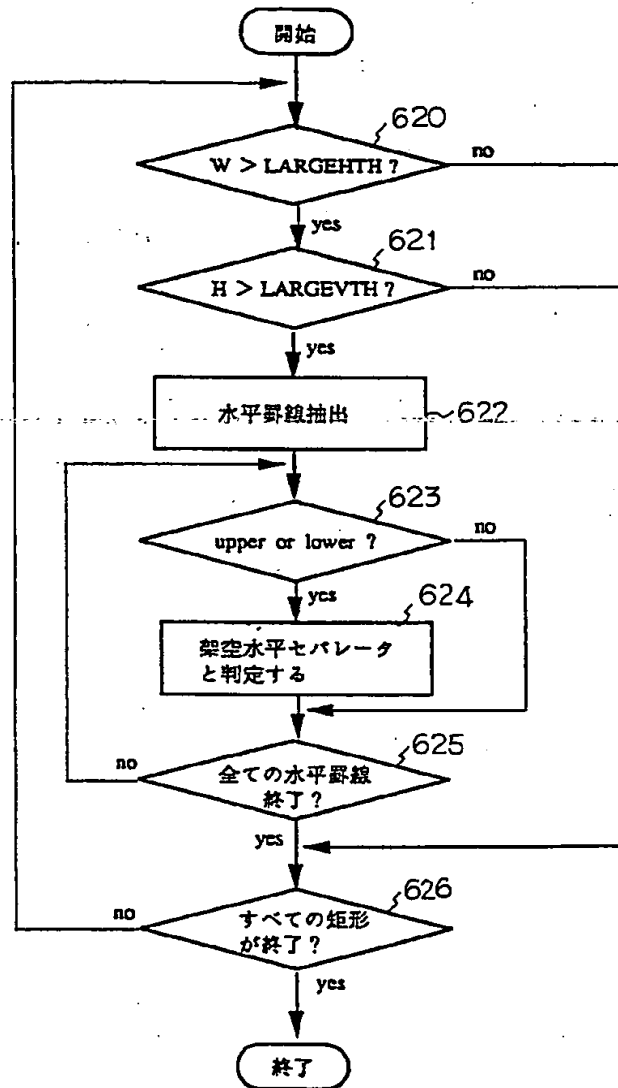 開始
620
W > LARGEHTH ?
no
yes
621
H > LARGEVTH ?
no
yes
水平罫線抽出
622
623
upper or lower ?
no
yes
624
架空水平セパレータ
と判定する
625
no
全ての水平罫線
終了?
yes
626
no
すべての矩形
が終了?
yes
終了